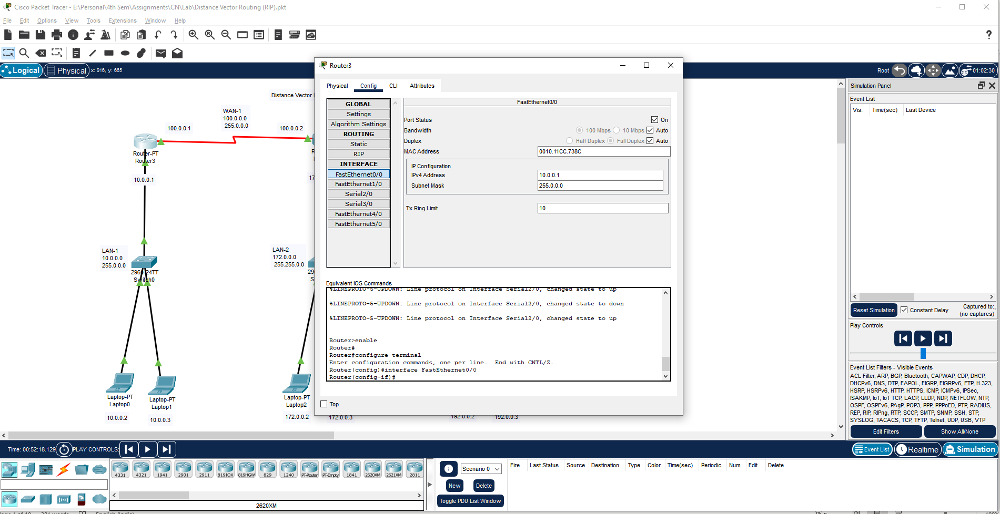 Cisco Packet Tracer - E:\Personal\4th Sem\Assignments\CN\Lab\Distance Vector Routing (RIP).pkt
File Edit Options View Tools Extensions Window Help
?
Logical
Physical
x: 916, y: 665
Root
01:02:30
Distance Vector
WAN-1
100.0.0.0
255.0.0.0
100.0.0.1
100.0.0.2
Router-PT
Router3
10.0.0.1
LAN-1
10.0.0.0
255.0.0.0
24TT
Switch0
Laptop-PT
Laptop0
10.0.0.2
Laptop-PT
Laptop1
10.0.0.3
LAN-2
172.0.0.0
255.255.0.0
Laptop-PT
Laptop2
172.0.0.2
172.0.0.3
192.0.0.2
192.0.0.3
Router3
Physical Config CLI Attributes
GLOBAL
Settings
Algorithm Settings
ROUTING
Static
RIP
INTERFACE
FastEthernet0/0
FastEthernet1/0
Serial2/0
Serial3/0
FastEthernet4/0
FastEthernet5/0
FastEthernet0/0
Port Status On
Bandwidth 100 Mbps 10 Mbps Auto
Duplex Half Duplex Full Duplex Auto
MAC Address 0010.11CC.738C
IP Configuration
IPv4 Address 10.0.0.1
Subnet Mask 255.0.0.0
Tx Ring Limit 10
Equivalent IOS Commands
%LINEPROTO-5-UPDOWN: Line protocol on Interface Serial2/0, changed state to up
%LINEPROTO-5-UPDOWN: Line protocol on Interface Serial2/0, changed state to down
%LINEPROTO-5-UPDOWN: Line protocol on Interface Serial2/0, changed state to up
Router>enable
Router#
Router#configure terminal
Enter configuration commands, one per line. End with CNTL/Z.
Router(config)#interface FastEthernet0/0
Router(config-if)#
Top
Simulation Panel
Event List
Vis. Time(sec) Last Device
Reset Simulation
Constant Delay
Captured to:
(no captures)
Play Controls
Event List Filters - Visible Events
ACL Filter, ARP, BGP, Bluetooth, CAPWAP, CDP, DHCP,
DHCPv6, DNS, DTP, EAPOL, EIGRP, EIGRPv6, FTP, H.323,
HSRP, HSRPv6, HTTP, HTTPS, ICMP, ICMPv6, IPSec,
ISAKMP, IoT, IoT TCP, LACP, LLDP, NDP, NETFLOW, NTP,
OSPF, OSPFv6, PAgP, POP3, PPP, PPPoED, PTP, RADIUS,
REP, RIP, RIPng, RTP, SCCP, SMTP, SNMP, SSH, STP,
SYSLOG, TACACS, TCP, TFTP, Telnet, UDP, USB, VTP
Edit Filters
Show All/None
Time: 00:52:18.129
PLAY CONTROLS:
Event List
Realtime
Simulation
4331 4321 1941 2901 2911 819IOX 819HGW 829 1240 PT-Router PT-Empty 1841 2620XM 2621XM 2811
2620XM
Scenario 0
New
Delete
Toggle PDU List Window
Fire Last Status Source Destination Type Color Time(sec) Periodic Num Edit Delete